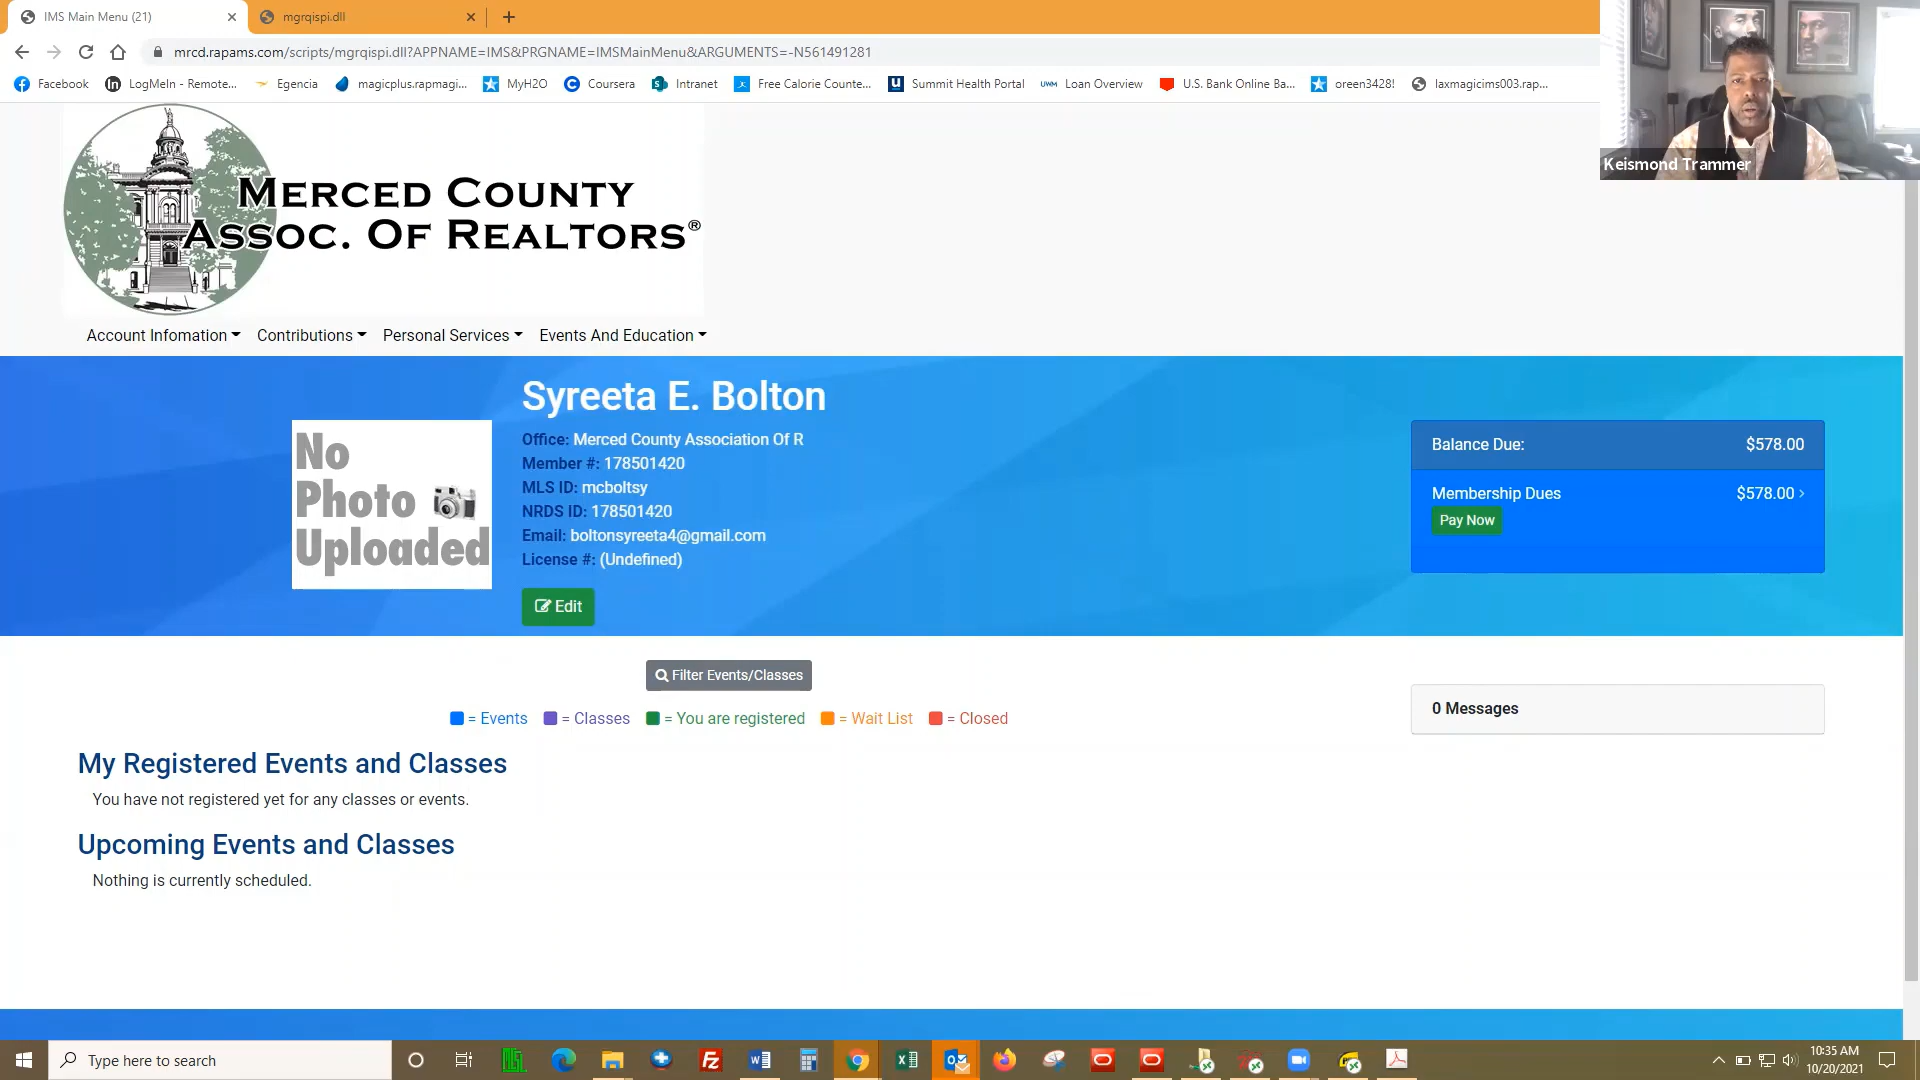 IMS Main Menu (21)
mgrqispi.dll
mrcd.rapams.com/scripts/mgrqispi.dll?APPNAME=IMS&PRGNAME=IMSMainMenu&ARGUMENTS=-N561491281
Facebook
LogMeIn - Remote...
Egencia
magicplus.rapmagi...
MyH2O
Coursera
Intranet
Free Calorie Counte...
Summit Health Portal
Loan Overview
U.S. Bank Online Ba...
oreen3428!
laxmagicims003.rap...
Keismond Trammer
MERCED COUNTY
ASSOC. OF REALTORS®
Account Infomation
Contributions
Personal Services
Events And Education
Syreeta E. Bolton
No
Photo
Uploaded
Office: Merced County Association Of R
Member #: 178501420
MLS ID: mcboltsy
NRDS ID: 178501420
Email: boltonsyreeta4@gmail.com
License #: (Undefined)
Edit
Balance Due: $578.00
Membership Dues $578.00 >
Pay Now
Filter Events/Classes
= Events = Classes = You are registered = Wait List = Closed
0 Messages
My Registered Events and Classes
You have not registered yet for any classes or events.
Upcoming Events and Classes
Nothing is currently scheduled.
Type here to search
10:35 AM
10/20/2021